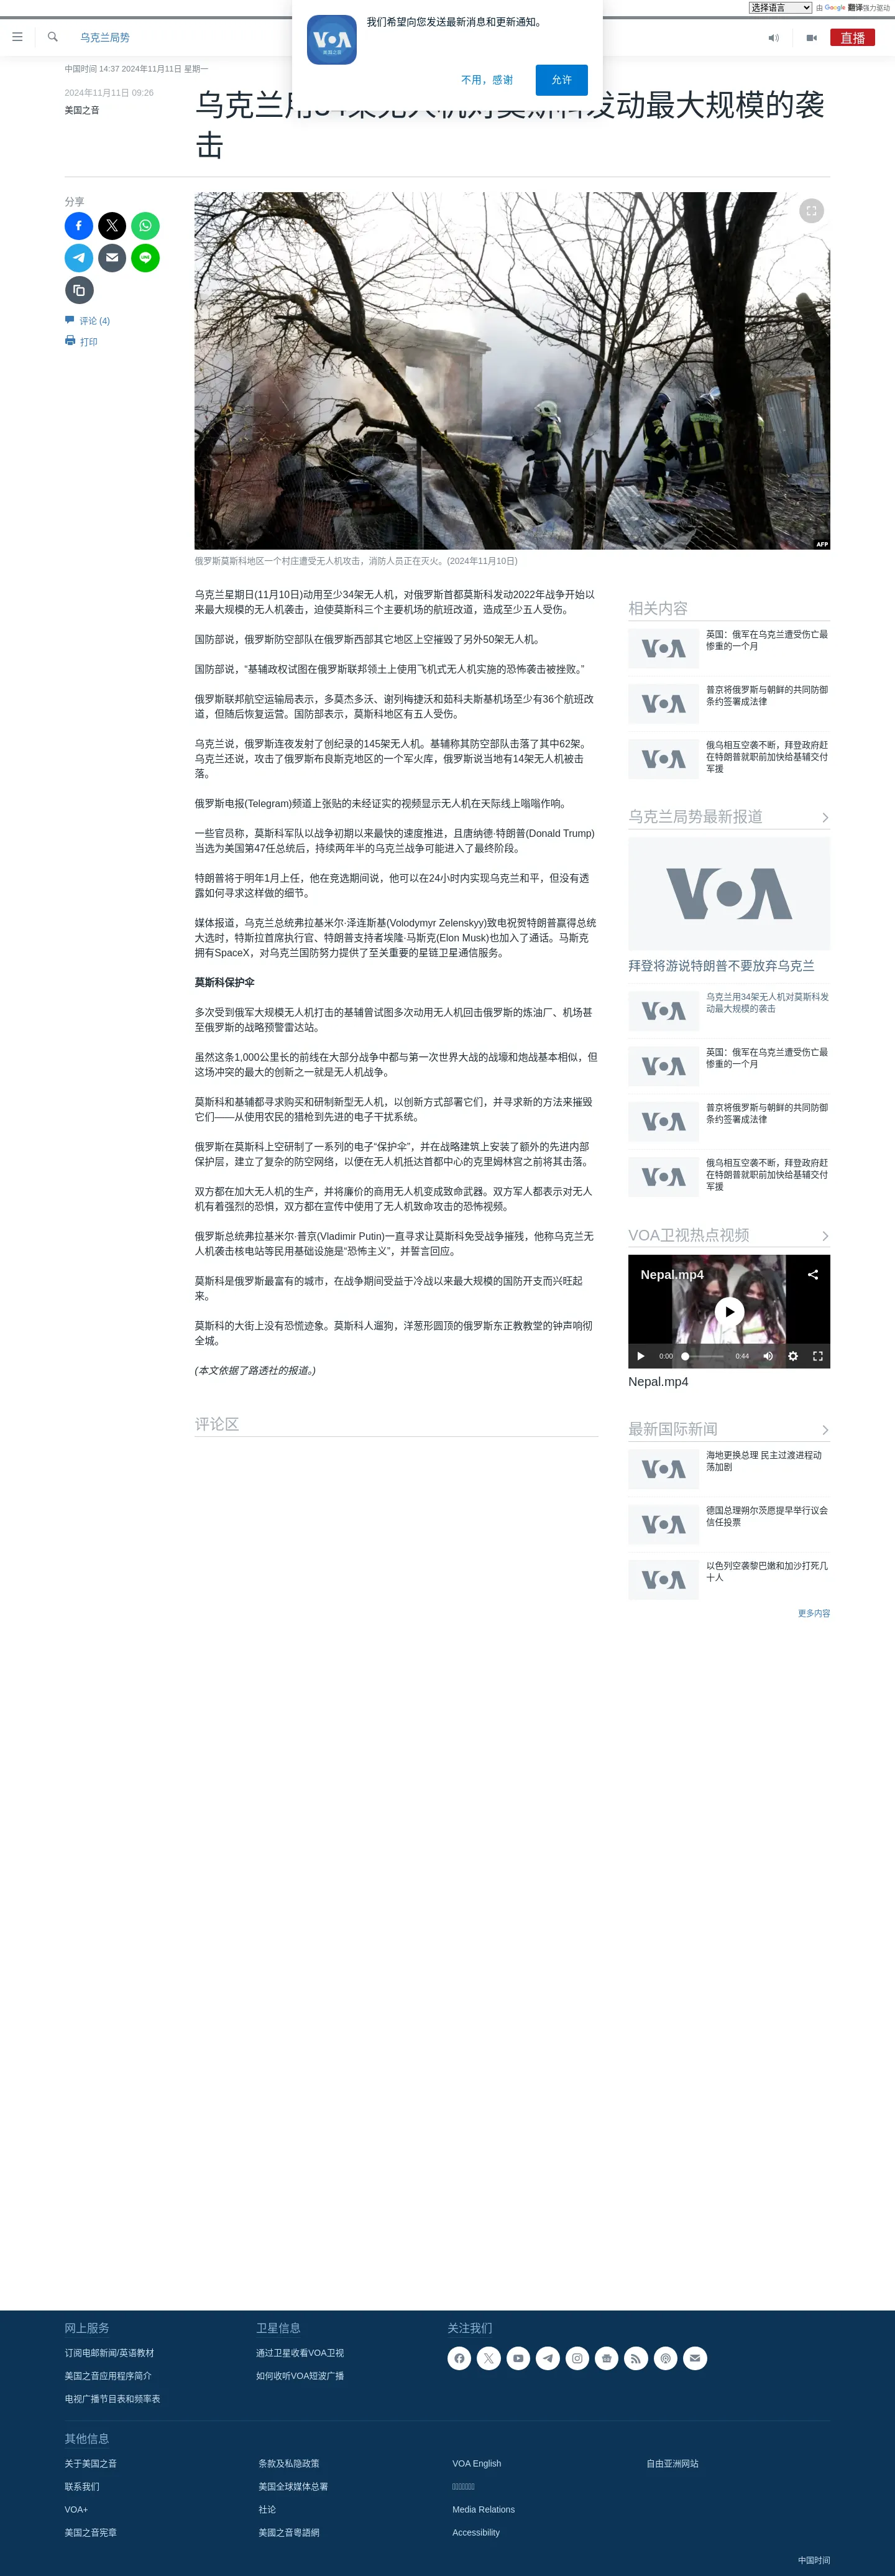 选择语言
由 Google 翻译强力驱动
我们希望向您发送最新消息和更新通知。
VOA
不用，感谢
允许
乌克兰局势
直播
中国时间 14:37 2024年11月11日 星期一
2024年11月11日 09:26
美国之音
乌克兰用34架无人机对莫斯科发动最大规模的袭
击
分享
评论 (4)
打印
AFP
俄罗斯莫斯科地区一个村庄遭受无人机攻击，消防人员正在灭火。(2024年11月10日)
乌克兰星期日(11月10日)动用至少34架无人机，对俄罗斯首都莫斯科发动2022年战争开始以
来最大规模的无人机袭击，迫使莫斯科三个主要机场的航班改道，造成至少五人受伤。
国防部说，俄罗斯防空部队在俄罗斯西部其它地区上空摧毁了另外50架无人机。
国防部说，“基辅政权试图在俄罗斯联邦领土上使用飞机式无人机实施的恐怖袭击被挫败。”
俄罗斯联邦航空运输局表示，多莫杰多沃、谢列梅捷沃和茹科夫斯基机场至少有36个航班改
道，但随后恢复运营。国防部表示，莫斯科地区有五人受伤。
乌克兰说，俄罗斯连夜发射了创纪录的145架无人机。基辅称其防空部队击落了其中62架。
乌克兰还说，攻击了俄罗斯布良斯克地区的一个军火库，俄罗斯说当地有14架无人机被击
落。
俄罗斯电报(Telegram)频道上张贴的未经证实的视频显示无人机在天际线上嗡嗡作响。
一些官员称，莫斯科军队以战争初期以来最快的速度推进，且唐纳德·特朗普(Donald Trump)
当选为美国第47任总统后，持续两年半的乌克兰战争可能进入了最终阶段。
特朗普将于明年1月上任，他在竞选期间说，他可以在24小时内实现乌克兰和平，但没有透
露如何寻求这样做的细节。
媒体报道，乌克兰总统弗拉基米尔·泽连斯基(Volodymyr Zelenskyy)致电祝贺特朗普赢得总统
大选时，特斯拉首席执行官、特朗普支持者埃隆·马斯克(Elon Musk)也加入了通话。马斯克
拥有SpaceX，对乌克兰国防努力提供了至关重要的星链卫星通信服务。
莫斯科保护伞
多次受到俄军大规模无人机打击的基辅曾试图多次动用无人机回击俄罗斯的炼油厂、机场甚
至俄罗斯的战略预警雷达站。
虽然这条1,000公里长的前线在大部分战争中都与第一次世界大战的战壕和炮战基本相似，但
这场冲突的最大的创新之一就是无人机战争。
莫斯科和基辅都寻求购买和研制新型无人机，以创新方式部署它们，并寻求新的方法来摧毁
它们——从使用农民的猎枪到先进的电子干扰系统。
俄罗斯在莫斯科上空研制了一系列的电子“保护伞”，并在战略建筑上安装了额外的先进内部
保护层，建立了复杂的防空网络，以便在无人机抵达首都中心的克里姆林宫之前将其击落。
双方都在加大无人机的生产，并将廉价的商用无人机变成致命武器。双方军人都表示对无人
机有着强烈的恐惧，双方都在宣传中使用了无人机致命攻击的恐怖视频。
俄罗斯总统弗拉基米尔·普京(Vladimir Putin)一直寻求让莫斯科免受战争摧残，他称乌克兰无
人机袭击核电站等民用基础设施是“恐怖主义”，并誓言回应。
莫斯科是俄罗斯最富有的城市，在战争期间受益于冷战以来最大规模的国防开支而兴旺起
来。
莫斯科的大街上没有恐慌迹象。莫斯科人遛狗，洋葱形圆顶的俄罗斯东正教教堂的钟声响彻
全城。
(本文依据了路透社的报道。)
评论区
相关内容
VOA
英国：俄军在乌克兰遭受伤亡最
惨重的一个月
VOA
普京将俄罗斯与朝鲜的共同防御
条约签署成法律
VOA
俄乌相互空袭不断，拜登政府赶
在特朗普就职前加快给基辅交付
军援
乌克兰局势最新报道
VOA
拜登将游说特朗普不要放弃乌克兰
VOA
乌克兰用34架无人机对莫斯科发
动最大规模的袭击
VOA
英国：俄军在乌克兰遭受伤亡最
惨重的一个月
VOA
普京将俄罗斯与朝鲜的共同防御
条约签署成法律
VOA
俄乌相互空袭不断，拜登政府赶
在特朗普就职前加快给基辅交付
军援
VOA卫视热点视频
Nepal.mp4
0:00
0:44
Nepal.mp4
最新国际新闻
VOA
海地更换总理 民主过渡进程动
荡加剧
VOA
德国总理朔尔茨愿提早举行议会
信任投票
VOA
以色列空袭黎巴嫩和加沙打死几
十人
更多内容
网上服务
订阅电邮新闻/英语教材
美国之音应用程序简介
电视广播节目表和频率表
卫星信息
通过卫星收看VOA卫视
如何收听VOA短波广播
关注我们
其他信息
关于美国之音
联系我们
VOA+
美国之音宪章
条款及私隐政策
美国全球媒体总署
社论
美國之音粵語網
VOA English
Media Relations
Accessibility
自由亚洲网站
中国时间